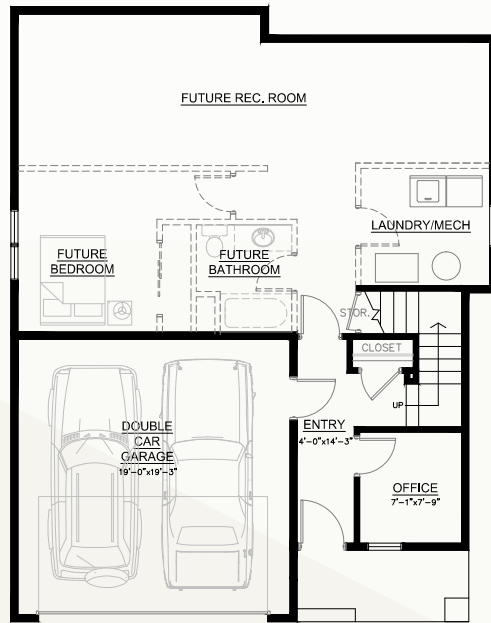 FUTURE REC. ROOM
LAUNDRY/MECH
FUTURE
BEDROOM
FUTURE
BATHROOM
STOR.
CLOSET
UP
DOUBLE
CAR
GARAGE
19'-0"x19'-3"
ENTRY
4'-0"x14'-3"
OFFICE
7'-1"x7'-9"